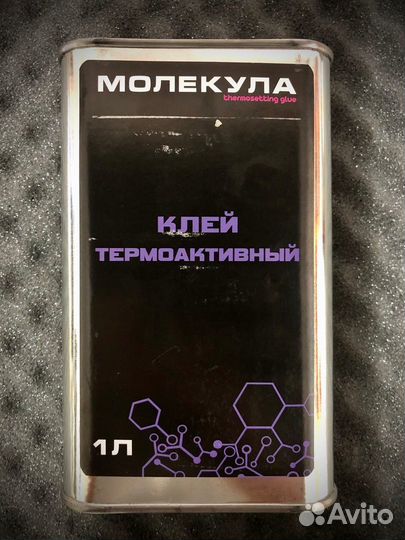 МОЛЕКУЛА
thermosetting glue
КЛЕЙ
ТЕРМОАКТИВНЫЙ
1Л
Avito